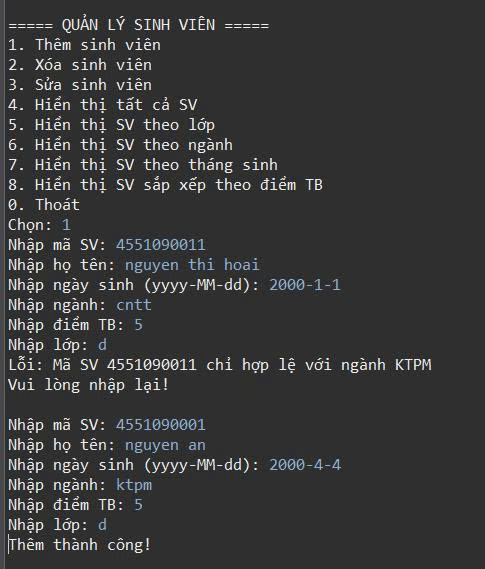 ===== QUẢN LÝ SINH VIÊN =====
1. Thêm sinh viên
2. Xóa sinh viên
3. Sửa sinh viên
4. Hiển thị tất cả SV
5. Hiển thị SV theo lớp
6. Hiển thị SV theo ngành
7. Hiển thị SV theo tháng sinh
8. Hiển thị SV sắp xếp theo điểm TB
0. Thoát
Chọn: 1
Nhập mã SV: 4551090011
Nhập họ tên: nguyen thi hoai
Nhập ngày sinh (yyyy-MM-dd): 2000-1-1
Nhập ngành: cntt
Nhập điểm TB: 5
Nhập lớp: d
Lỗi: Mã SV 4551090011 chỉ hợp lệ với ngành KTPM
Vui lòng nhập lại!

Nhập mã SV: 4551090001
Nhập họ tên: nguyen an
Nhập ngày sinh (yyyy-MM-dd): 2000-4-4
Nhập ngành: ktpm
Nhập điểm TB: 5
Nhập lớp: d
Thêm thành công!